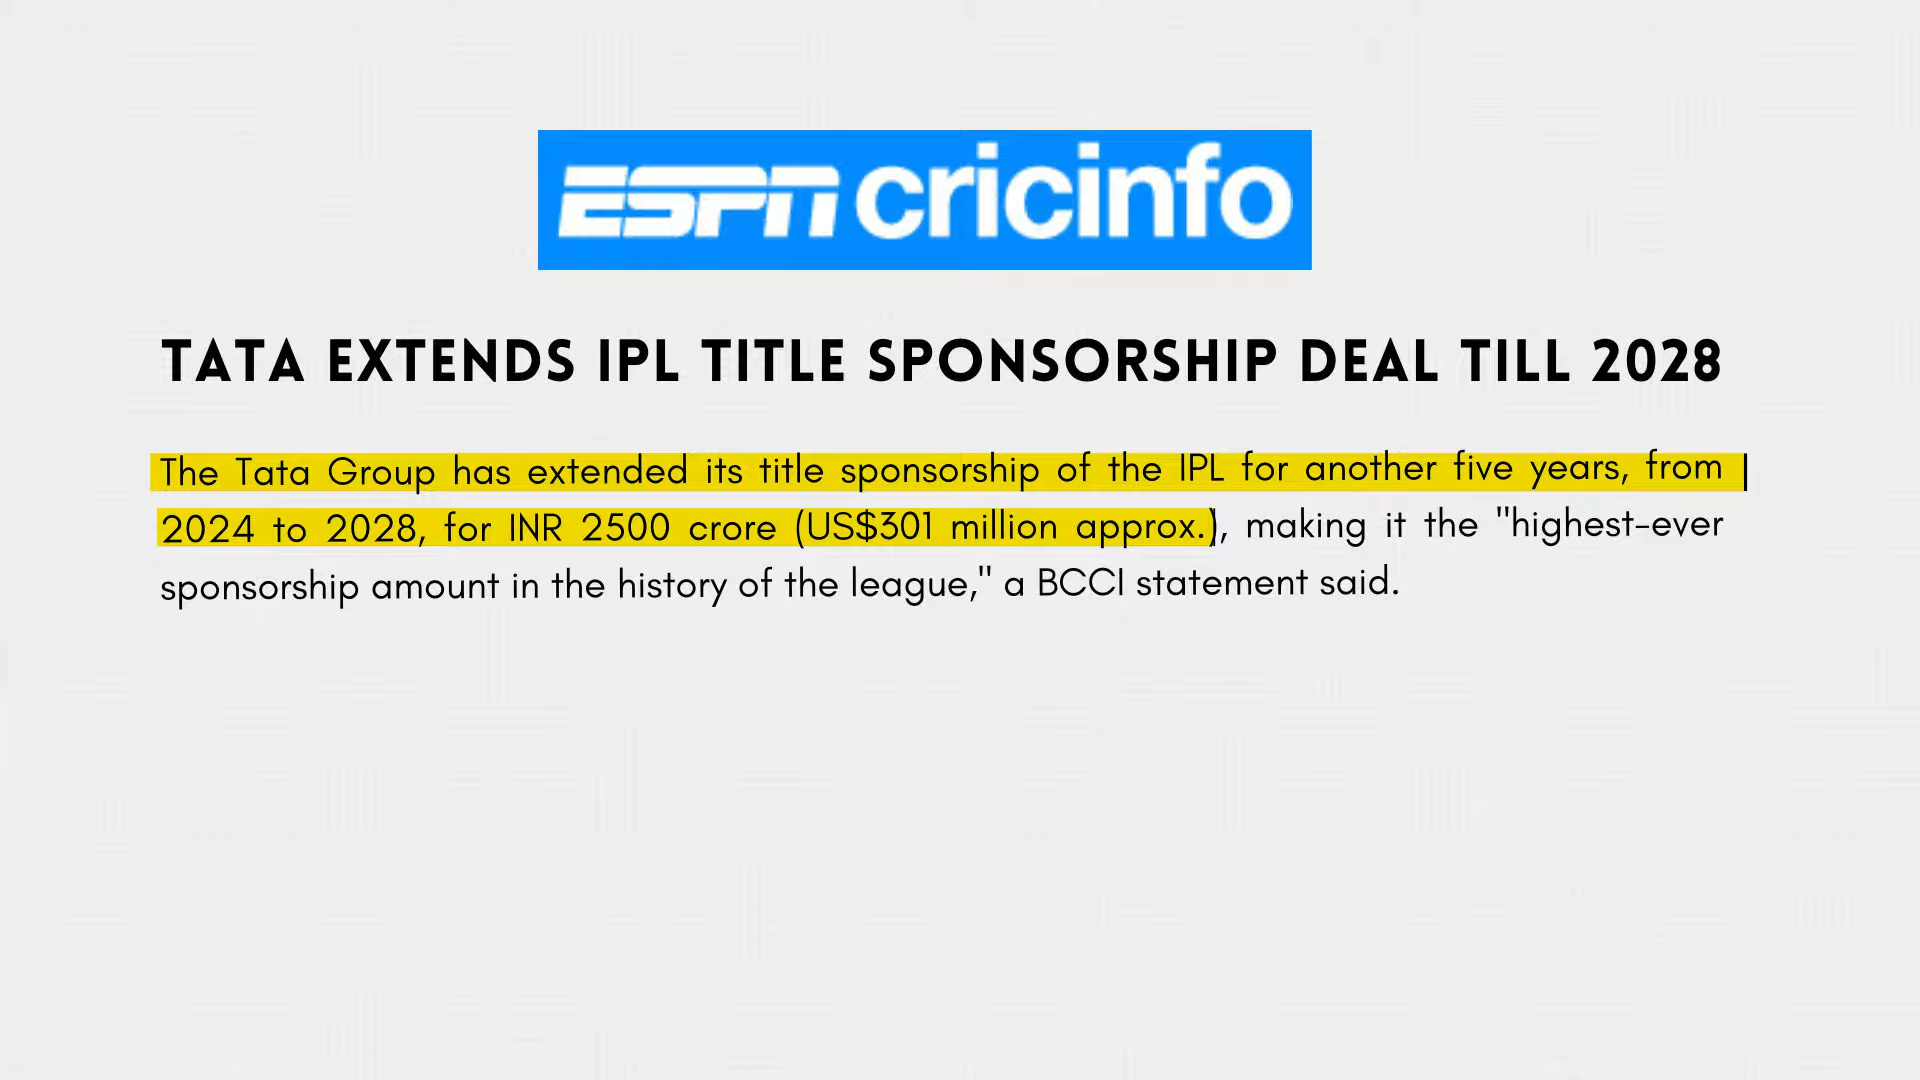 ESPN cricinfo
TATA EXTENDS IPL TITLE SPONSORSHIP DEAL TILL 2028
The Tata Group has extended its title sponsorship of the IPL for another five years, from
2024 to 2028, for INR 2500 crore (US$301 million approx.), making it the "highest-ever
sponsorship amount in the history of the league," a BCCI statement said.